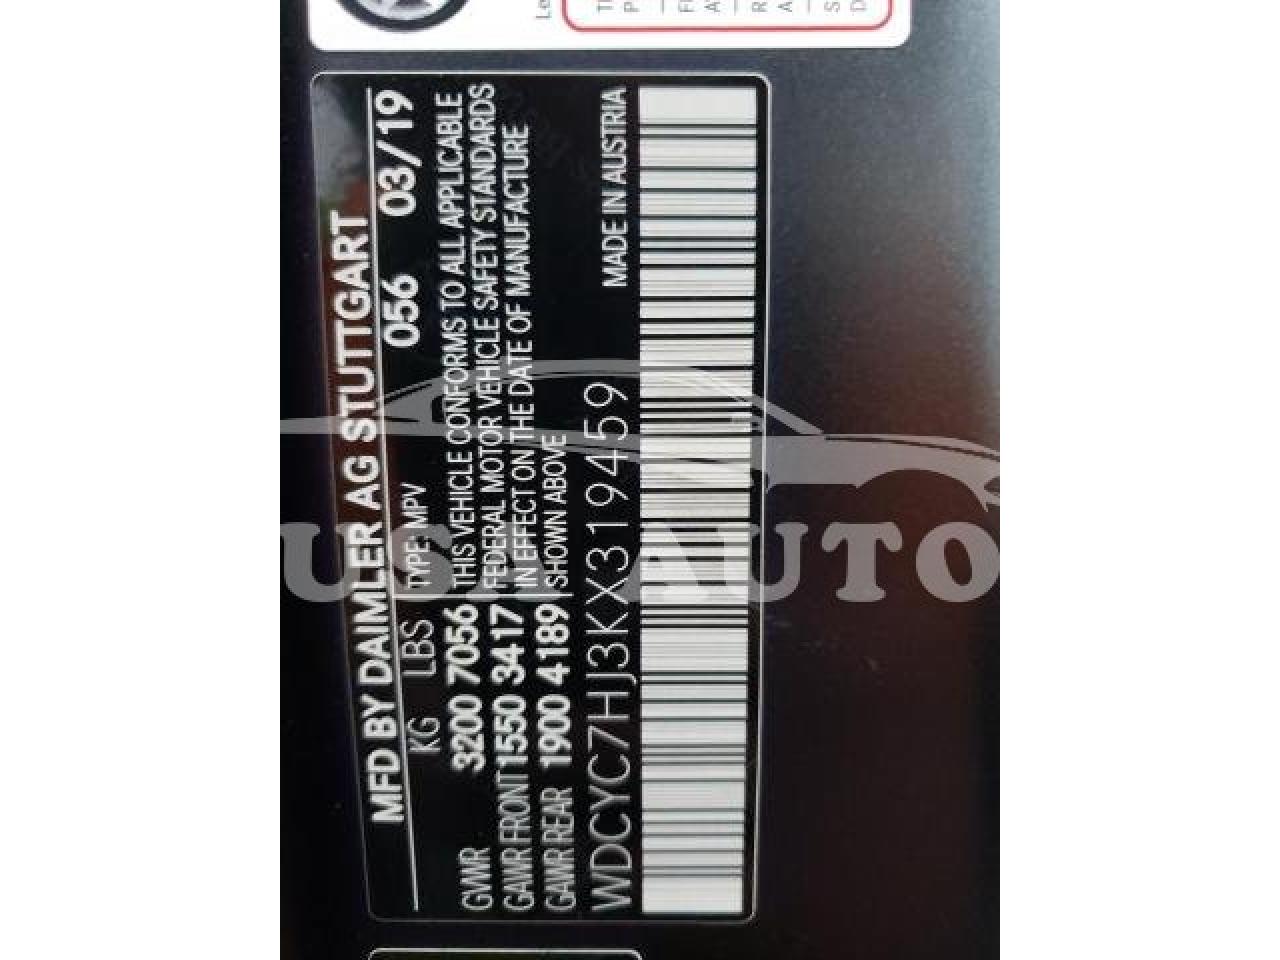 MFD BY DAIMLER AG STUTTGART
KG LBS TYPE: MPV 056 03/19
GVWR 3200 7056 THIS VEHICLE CONFORMS TO ALL APPLICABLE
GAWR FRONT 1550 3417 FEDERAL MOTOR VEHICLE SAFETY STANDARDS
IN EFFECT ON THE DATE OF MANUFACTURE
GAWR REAR 1900 4189 SHOWN ABOVE
MADE IN AUSTRIA
WDCYC7HJ3KX319459
USA AUTO